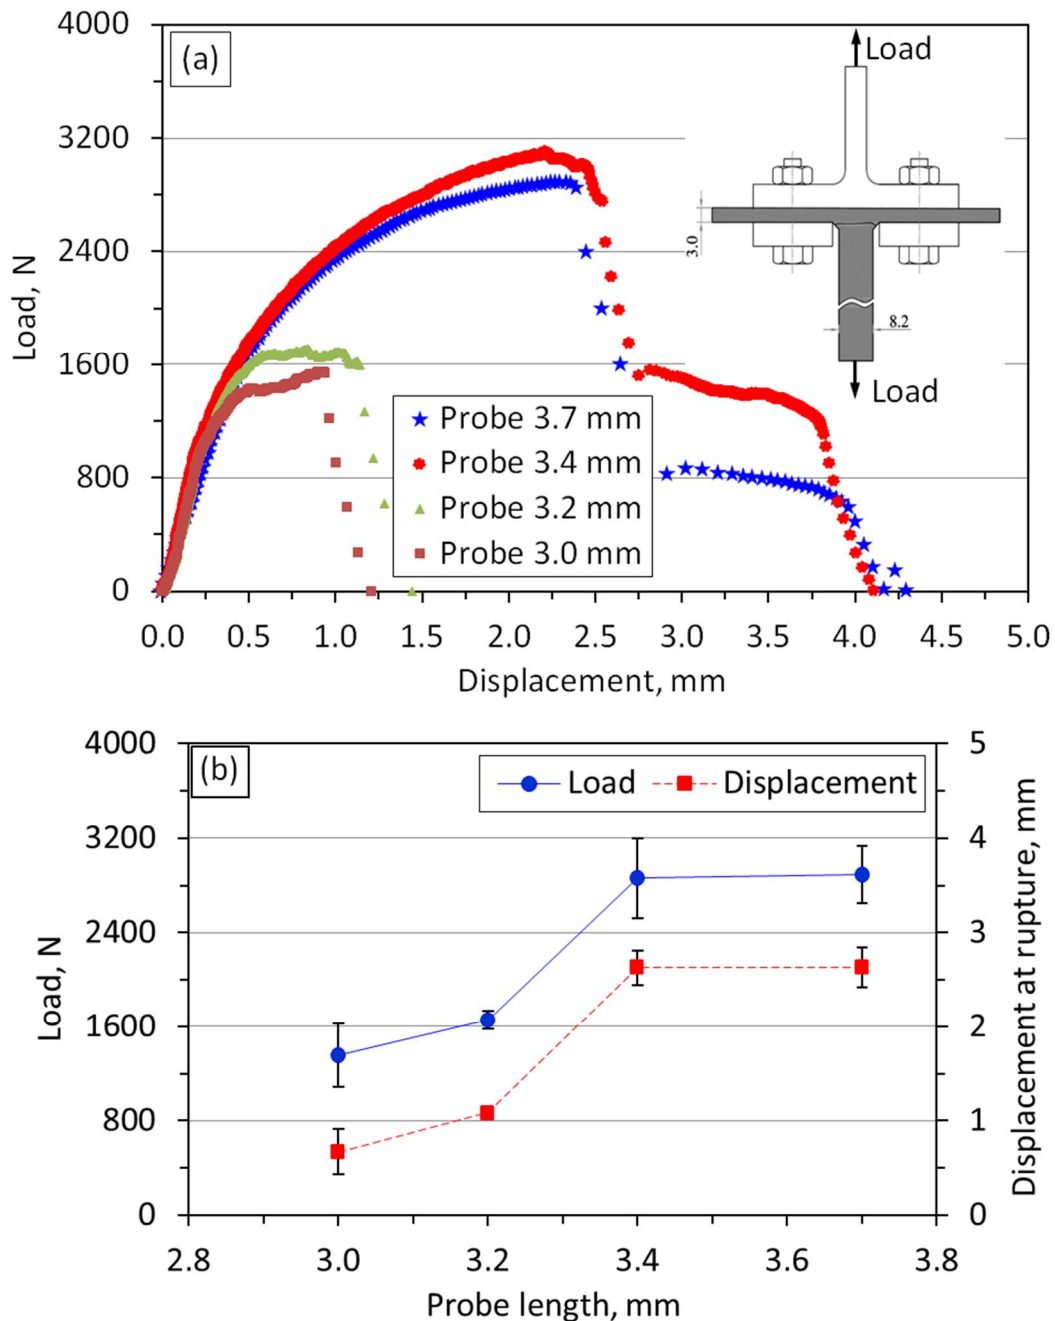 4000
(a)
Load
3200
2400
3.0
Load, N
8.2
1600
Load
Probe 3.7 mm
Probe 3.4 mm
800
Probe 3.2 mm
Probe 3.0 mm
0
0.0 0.5 1.0 1.5 2.0 2.5 3.0 3.5 4.0 4.5 5.0
Displacement, mm
4000 5
(b)
Load Displacement
3200 4
2400 3
Load, N
Displacement at rupture, mm
1600 2
800 1
0 0
2.8 3.0 3.2 3.4 3.6 3.8
Probe length, mm